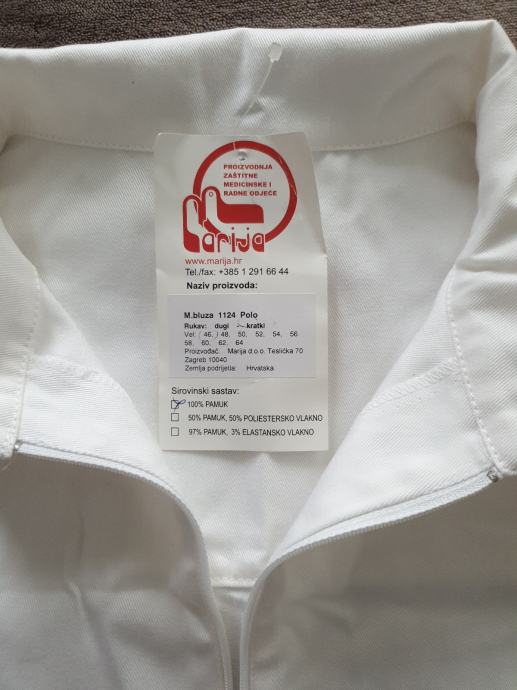 PROIZVODNJA
ZAŠTITNE
MEDICINSKE I
RADNE ODJEĆE
Marija
www.marija.hr
Tel./fax: +385 1 291 66 44
Naziv proizvoda:
M.bluza 1124 Polo
Rukav: dugi kratki
Vel: 46, 48, 50, 52, 54, 56
58, 60, 62, 64
Proizvođač: Marija d.o.o. Teslićka 70
Zagreb 10040
Zemlja podrijetla: Hrvatska
Sirovinski sastav:
100% PAMUK
50% PAMUK, 50% POLIESTERSKO VLAKNO
97% PAMUK, 3% ELASTANSKO VLAKNO